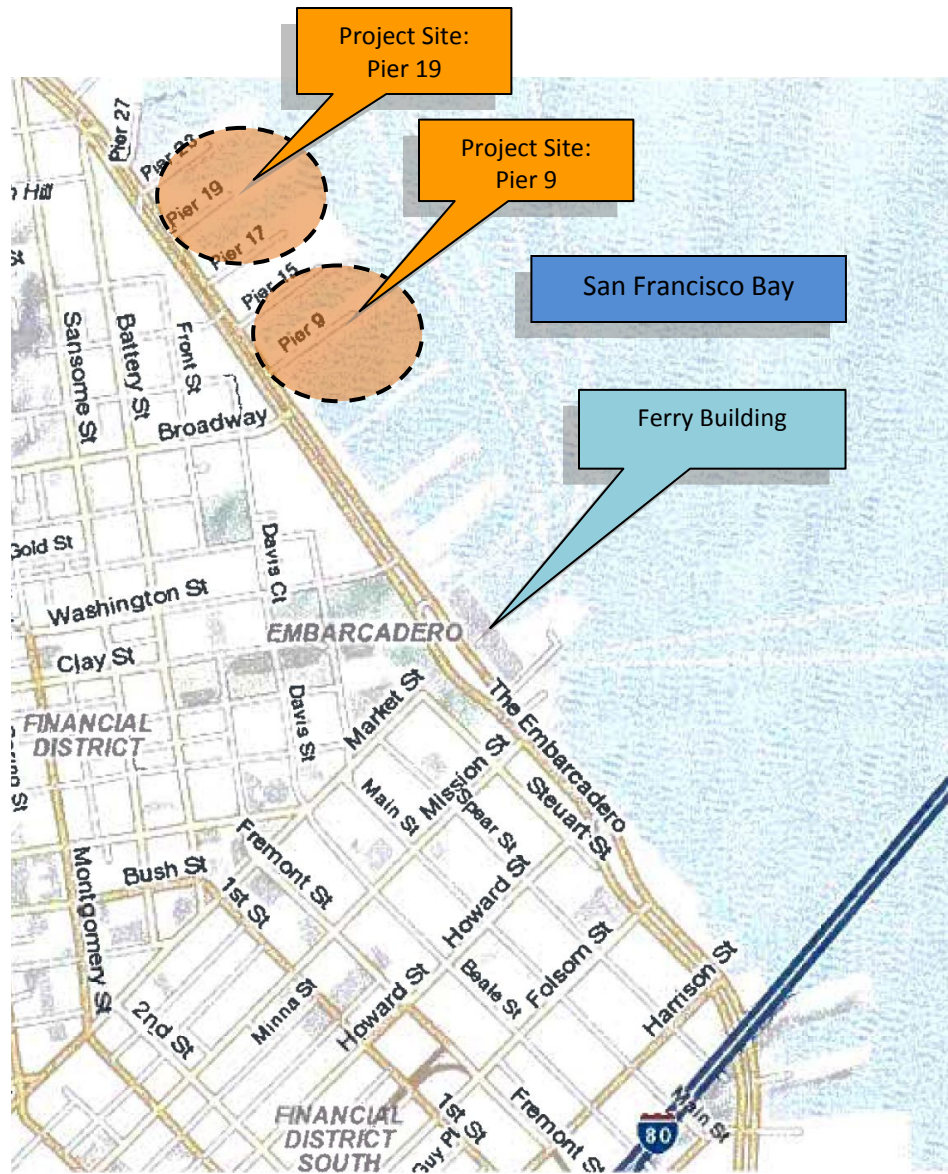 Project Site:
Pier 19
Project Site:
Pier 9
San Francisco Bay
Ferry Building
Pier 27
Pier 23
Pier 19
Pier 17
Pier 15
Pier 9
Hill
St
Sansome St
Battery St
Front St
Broadway
Gold St
Davis Ct
Washington St
EMBARCADERO
Clay St
Davis St
Market St
The Embarcadero
FINANCIAL
DISTRICT
St
Main St
Mission St
Spear St
Steuart St
Fremont St
Bush St
1st St
Howard St
Montgomery St
Beale St
Folsom St
Harrison St
Minna St
Howard St
2nd St
FINANCIAL
DISTRICT
SOUTH
1st St
Guy Pl
Fremont St
Main St
80